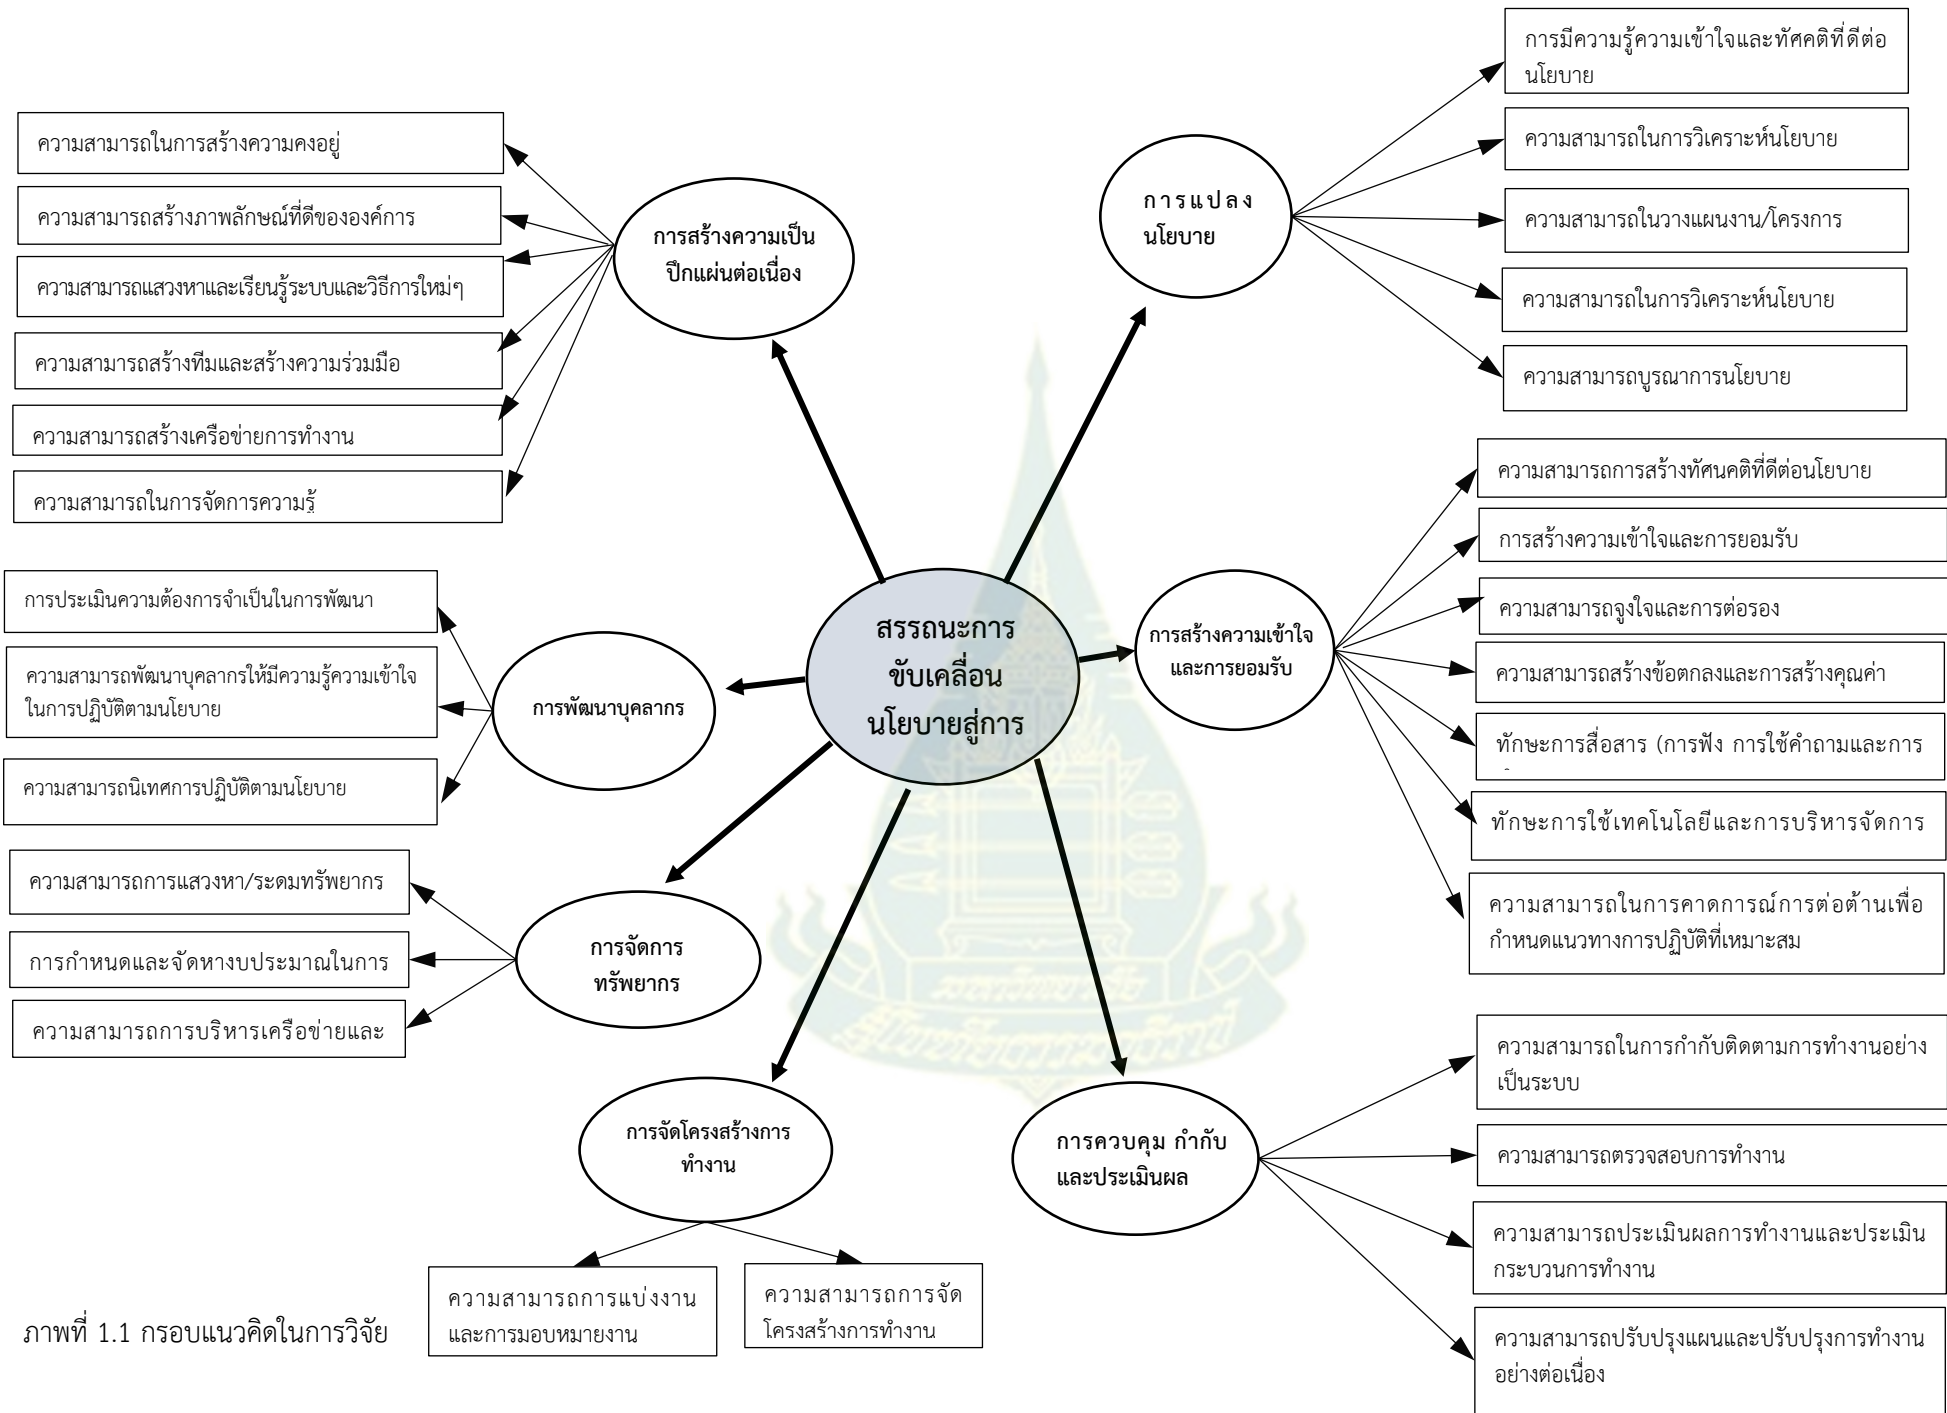 การมีความรู้ความเข้าใจและทัศคติที่ดีต่อ
นโยบาย
ความสามารถในการวิเคราะห์นโยบาย
ความสามารถในวางแผนงาน/โครงการ
ความสามารถในการวิเคราะห์นโยบาย
ความสามารถบูรณาการนโยบาย
การแปลง
นโยบาย
ความสามารถในการสร้างความคงอยู่
ความสามารถสร้างภาพลักษณ์ที่ดีขององค์การ
ความสามารถแสวงหาและเรียนรู้ระบบและวิธีการใหม่ๆ
ความสามารถสร้างทีมและสร้างความร่วมมือ
ความสามารถสร้างเครือข่ายการทำงาน
ความสามารถในการจัดการความรู้
การสร้างความเป็น
ปึกแผ่นต่อเนื่อง
ความสามารถการสร้างทัศนคติที่ดีต่อนโยบาย
การสร้างความเข้าใจและการยอมรับ
ความสามารถจูงใจและการต่อรอง
ความสามารถสร้างข้อตกลงและการสร้างคุณค่า
ทักษะการสื่อสาร (การฟัง การใช้คำถามและการ
ทักษะการใช้เทคโนโลยีและการบริหารจัดการ
ความสามารถในการคาดการณ์การต่อต้านเพื่อ
กำหนดแนวทางการปฏิบัติที่เหมาะสม
การสร้างความเข้าใจ
และการยอมรับ
สรรถนะการ
ขับเคลื่อน
นโยบายสู่การ
การประเมินความต้องการจำเป็นในการพัฒนา
ความสามารถพัฒนาบุคลากรให้มีความรู้ความเข้าใจ
ในการปฏิบัติตามนโยบาย
ความสามารถนิเทศการปฏิบัติตามนโยบาย
การพัฒนาบุคลากร
ความสามารถการแสวงหา/ระดมทรัพยากร
การกำหนดและจัดหางบประมาณในการ
ความสามารถการบริหารเครือข่ายและ
การจัดการ
ทรัพยากร
การจัดโครงสร้างการ
ทำงาน
ความสามารถการแบ่งงาน
และการมอบหมายงาน
ความสามารถการจัด
โครงสร้างการทำงาน
การควบคุม กำกับ
และประเมินผล
ความสามารถในการกำกับติดตามการทำงานอย่าง
เป็นระบบ
ความสามารถตรวจสอบการทำงาน
ความสามารถประเมินผลการทำงานและประเมิน
กระบวนการทำงาน
ความสามารถปรับปรุงแผนและปรับปรุงการทำงาน
อย่างต่อเนื่อง
ภาพที่ 1.1 กรอบแนวคิดในการวิจัย
มหาวิทยาลัย
สุโขทัยธรรมาธิราช